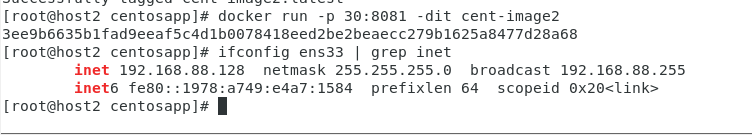 Successfully tagged cent-image2:latest
[root@host2 centosapp]# docker run -p 30:8081 -dit cent-image2
3ee9b6635b1fad9eeaf5c4d1b0078418eed2be2beaecc279b1625a8477d28a68
[root@host2 centosapp]# ifconfig ens33 | grep inet
        inet 192.168.88.128  netmask 255.255.255.0  broadcast 192.168.88.255
        inet6 fe80::1978:a749:e4a7:1584  prefixlen 64  scopeid 0x20<link>
[root@host2 centosapp]#